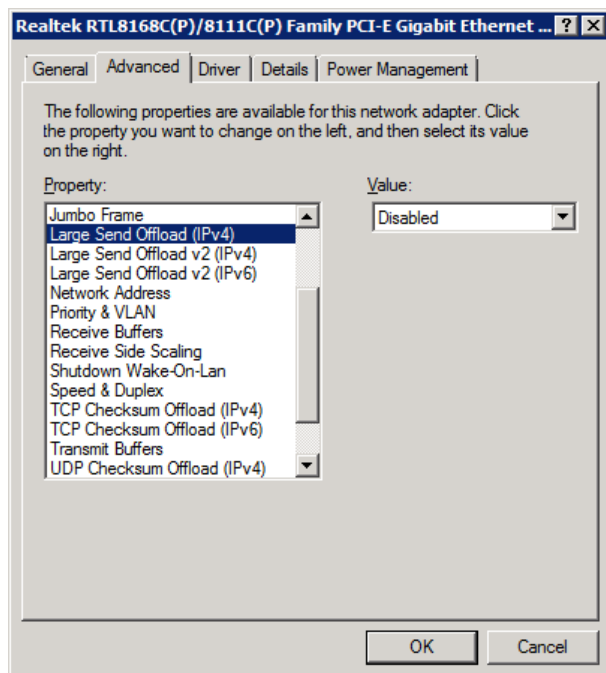 Realtek RTL8168C(P)/8111C(P) Family PCI-E Gigabit Ethernet ...
General Advanced Driver Details Power Management
The following properties are available for this network adapter. Click
the property you want to change on the left, and then select its value
on the right.
Property:
Value:
Jumbo Frame
Large Send Offload (IPv4)
Large Send Offload v2 (IPv4)
Large Send Offload v2 (IPv6)
Network Address
Priority & VLAN
Receive Buffers
Receive Side Scaling
Shutdown Wake-On-Lan
Speed & Duplex
TCP Checksum Offload (IPv4)
TCP Checksum Offload (IPv6)
Transmit Buffers
UDP Checksum Offload (IPv4)
Disabled
OK Cancel